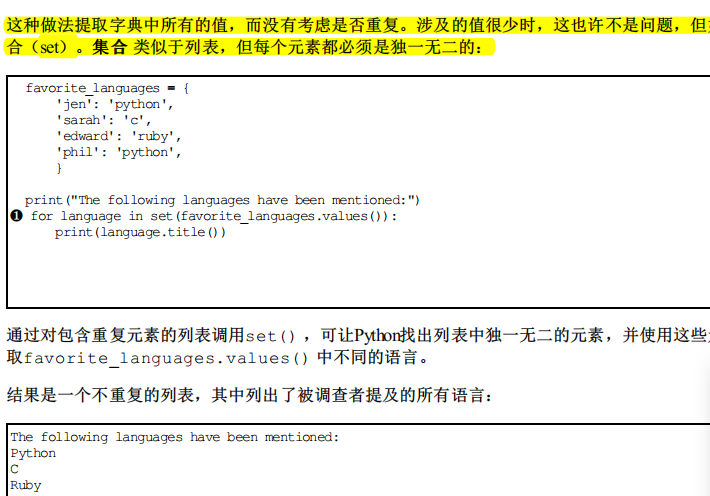 这种做法提取字典中所有的值，而没有考虑是否重复。涉及的值很少时，这也许不是问题，但
合（set）。集合 类似于列表，但每个元素都必须是独一无二的：
favorite_languages = {
    'jen': 'python',
    'sarah': 'c',
    'edward': 'ruby',
    'phil': 'python',
    }
print("The following languages have been mentioned:")
❶ for language in set(favorite_languages.values()):
    print(language.title())
通过对包含重复元素的列表调用set() ，可让Python找出列表中独一无二的元素，并使用这些
取favorite_languages.values() 中不同的语言。
结果是一个不重复的列表，其中列出了被调查者提及的所有语言：
The following languages have been mentioned:
Python
C
Ruby